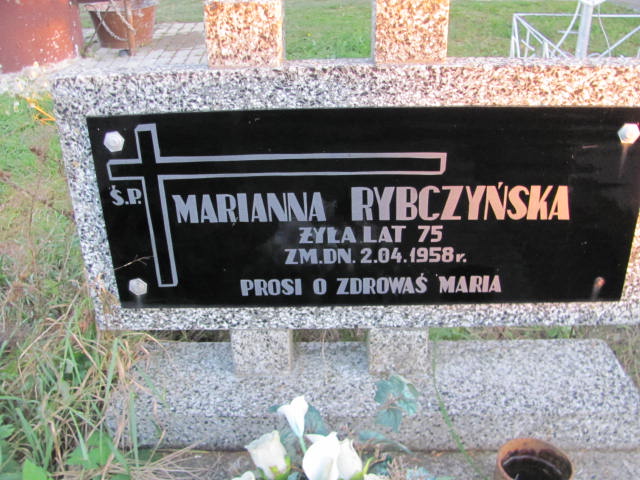 Ś.P. MARIANNA RYBCZYŃSKA
ŻYŁA LAT 75
ZM. DN. 2.04.1958 r.
PROSI O ZDROWAŚ MARIA